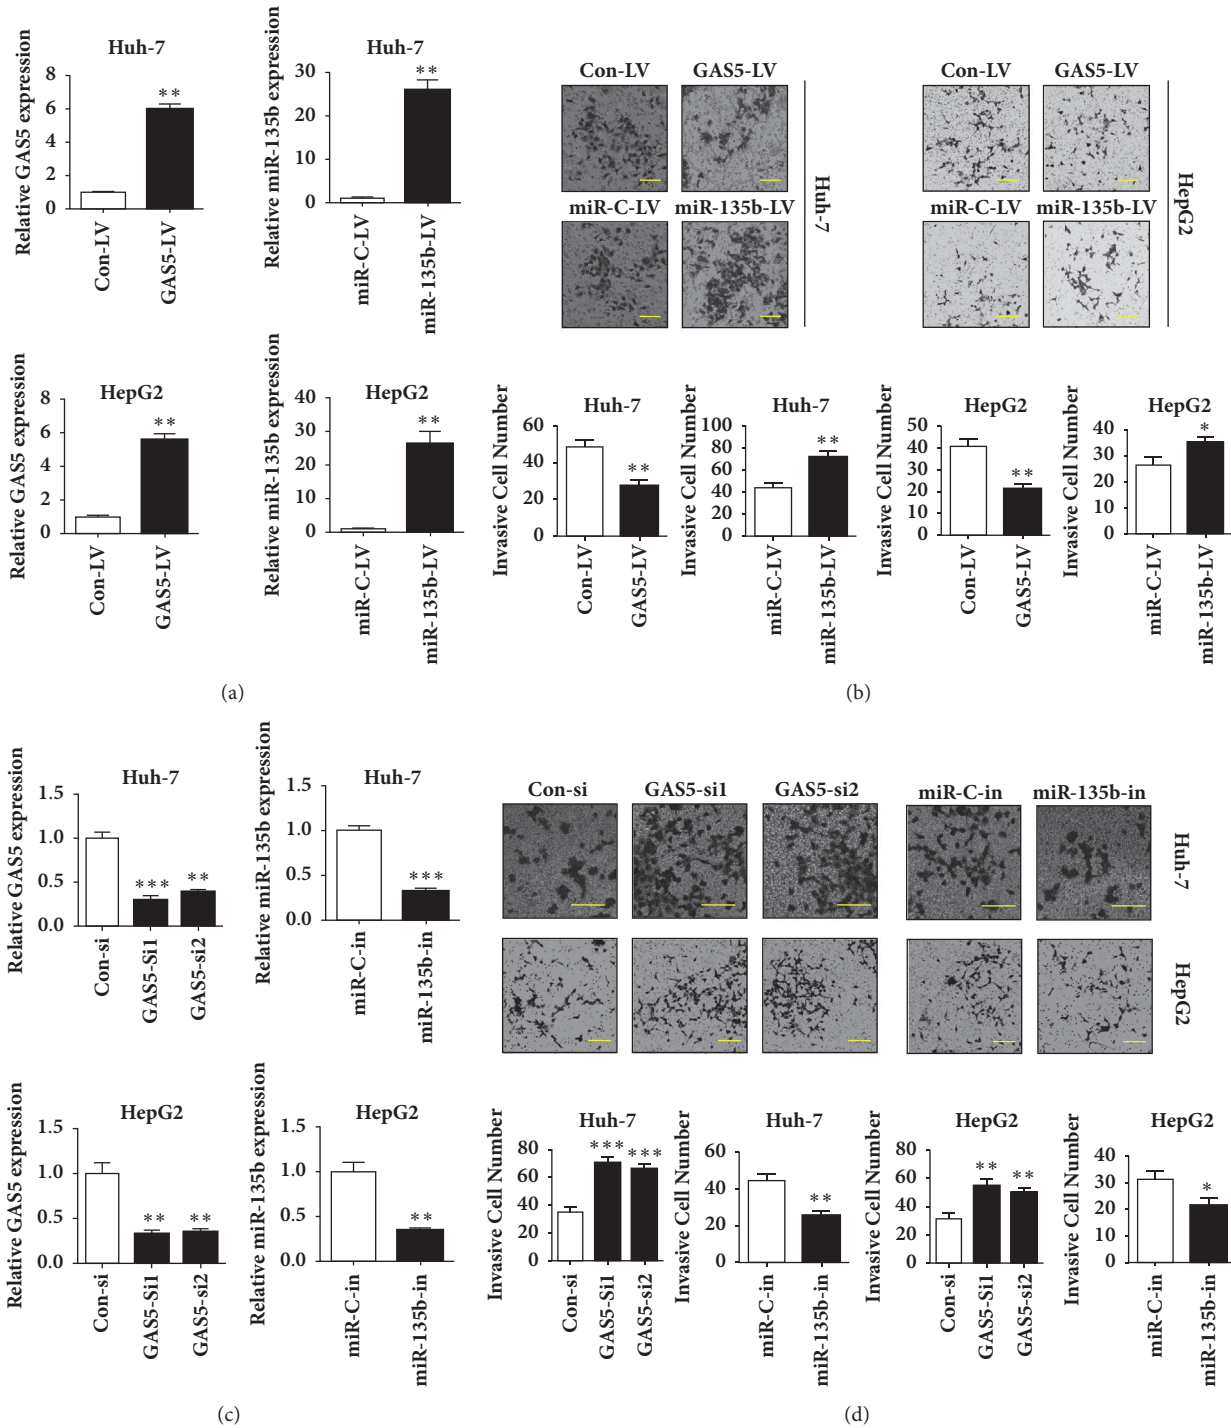 Huh-7
Relative GAS5 expression
8
6
4
2
0
**
Con-LV
GAS5-LV
Huh-7
Relative miR-135b expression
30
20
10
0
**
miR-C-LV
miR-135b-LV
HepG2
Relative GAS5 expression
8
6
4
2
0
**
Con-LV
GAS5-LV
HepG2
Relative miR-135b expression
40
30
20
10
0
**
miR-C-LV
miR-135b-LV
(a)
Con-LV GAS5-LV
miR-C-LV miR-135b-LV
Huh-7
Con-LV GAS5-LV
miR-C-LV miR-135b-LV
HepG2
Huh-7
Invasive Cell Number
60
40
20
0
**
Con-LV
GAS5-LV
Huh-7
Invasive Cell Number
100
80
60
40
20
0
**
miR-C-LV
miR-135b-LV
HepG2
Invasive Cell Number
50
40
30
20
10
0
**
Con-LV
GAS5-LV
HepG2
Invasive Cell Number
40
30
20
10
0
*
miR-C-LV
miR-135b-LV
(b)
Huh-7
Relative GAS5 expression
1.5
1.0
0.5
0.0
*** **
Con-si
GAS5-Si1
GAS5-si2
Huh-7
Relative miR-135b expression
1.5
1.0
0.5
0.0
***
miR-C-in
miR-135b-in
HepG2
Relative GAS5 expression
1.5
1.0
0.5
0.0
** **
Con-si
GAS5-Si1
GAS5-si2
HepG2
Relative miR-135b expression
1.5
1.0
0.5
0.0
**
miR-C-in
miR-135b-in
(c)
Con-si GAS5-si1 GAS5-si2 miR-C-in miR-135b-in
Huh-7
HepG2
Huh-7
Invasive Cell Number
80
60
40
20
0
*** ***
Con-si
GAS5-Si1
GAS5-si2
Huh-7
Invasive Cell Number
60
40
20
0
**
miR-C-in
miR-135b-in
HepG2
Invasive Cell Number
80
60
40
20
0
** **
Con-si
GAS5-Si1
GAS5-si2
HepG2
Invasive Cell Number
40
30
20
10
0
*
miR-C-in
miR-135b-in
(d)